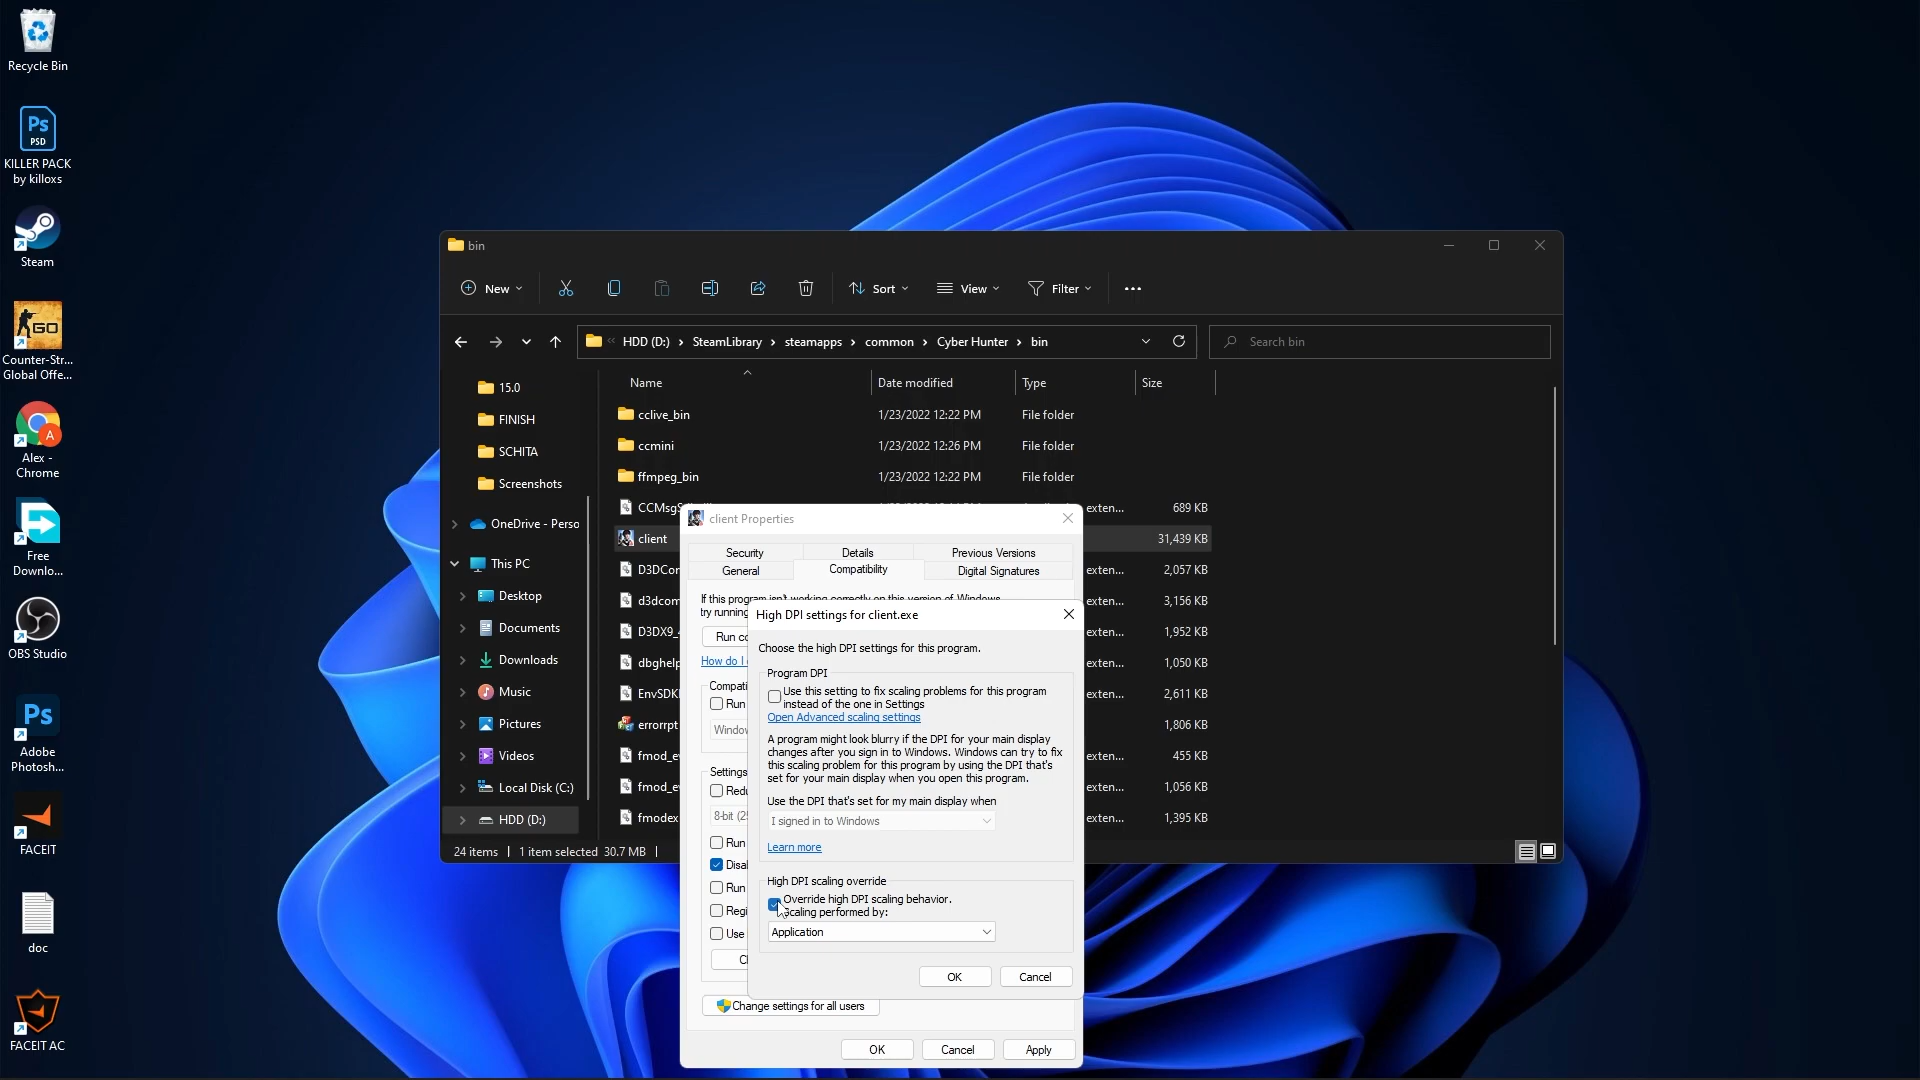 Recycle Bin
Ps
PSD
KILLER PACK
by killoxs
Steam
GO
Counter-Str...
Global Offe...
A
Alex -
Chrome
Free
Downlo...
OBS Studio
Ps
Adobe
Photosh...
FACEIT
doc
FACEIT AC
bin
New
Sort
View
Filter
HDD (D:) › SteamLibrary › steamapps › common › Cyber Hunter › bin
Search bin
15.0
FINISH
SCHITA
Screenshots
OneDrive - Perso
This PC
Desktop
Documents
Downloads
Music
Pictures
Videos
Local Disk (C:)
HDD (D:)
Name Date modified Type Size
cclive_bin 1/23/2022 12:22 PM File folder
ccmini 1/23/2022 12:26 PM File folder
ffmpeg_bin 1/23/2022 12:22 PM File folder
CCMsgS exten... 689 KB
client 31,439 KB
D3DCor exten... 2,057 KB
d3dcom exten... 3,156 KB
D3DX9_ exten... 1,952 KB
dbghelp exten... 1,050 KB
EnvSDK exten... 2,611 KB
errorrpt exten... 1,806 KB
fmod_e exten... 455 KB
fmod_e exten... 1,056 KB
fmodex exten... 1,395 KB
24 items | 1 item selected 30.7 MB |
client Properties
Security Details Previous Versions
General Compatibility Digital Signatures
If this program isn't working correctly on this version of Windows,
try running
Run co
How do I
Compati
Run
Window
Settings
Redu
8-bit (25
Run
Disa
Run
Regi
Use
C
Change settings for all users
OK Cancel Apply
High DPI settings for client.exe
Choose the high DPI settings for this program.
Program DPI
Use this setting to fix scaling problems for this program
instead of the one in Settings
Open Advanced scaling settings
A program might look blurry if the DPI for your main display
changes after you sign in to Windows. Windows can try to fix
this scaling problem for this program by using the DPI that's
set for your main display when you open this program.
Use the DPI that's set for my main display when
I signed in to Windows
Learn more
High DPI scaling override
Override high DPI scaling behavior.
Scaling performed by:
Application
OK Cancel